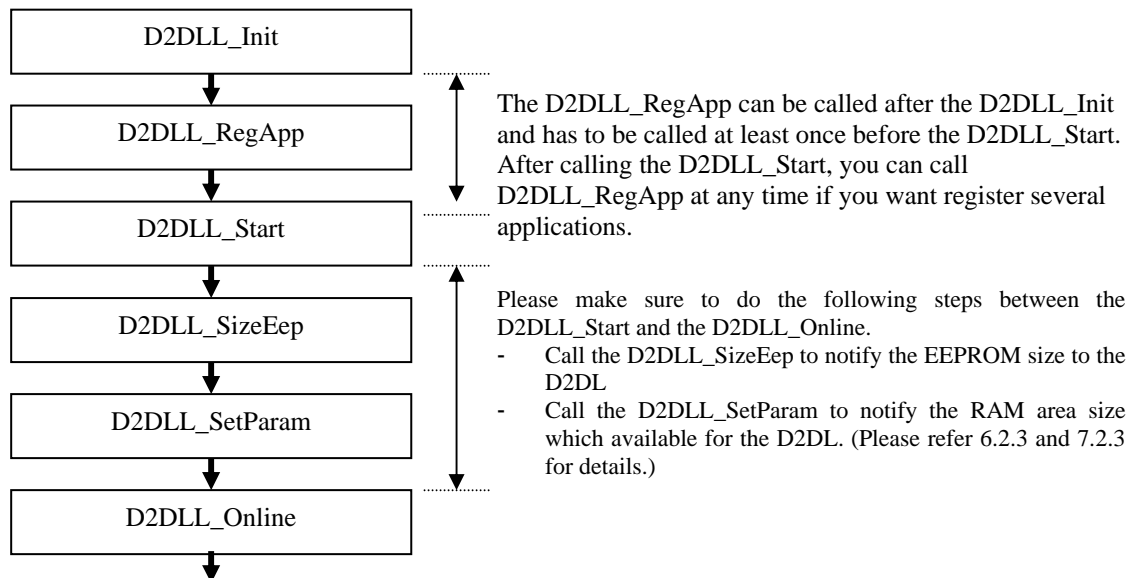 D2DLL_Init
D2DLL_RegApp
The D2DLL_RegApp can be called after the D2DLL_Init
and has to be called at least once before the D2DLL_Start.
After calling the D2DLL_Start, you can call
D2DLL_RegApp at any time if you want register several
applications.
D2DLL_Start
D2DLL_SizeEep
Please make sure to do the following steps between the
D2DLL_Start and the D2DLL_Online.
- Call the D2DLL_SizeEep to notify the EEPROM size to the
D2DL
- Call the D2DLL_SetParam to notify the RAM area size
which available for the D2DL. (Please refer 6.2.3 and 7.2.3
for details.)
D2DLL_SetParam
D2DLL_Online